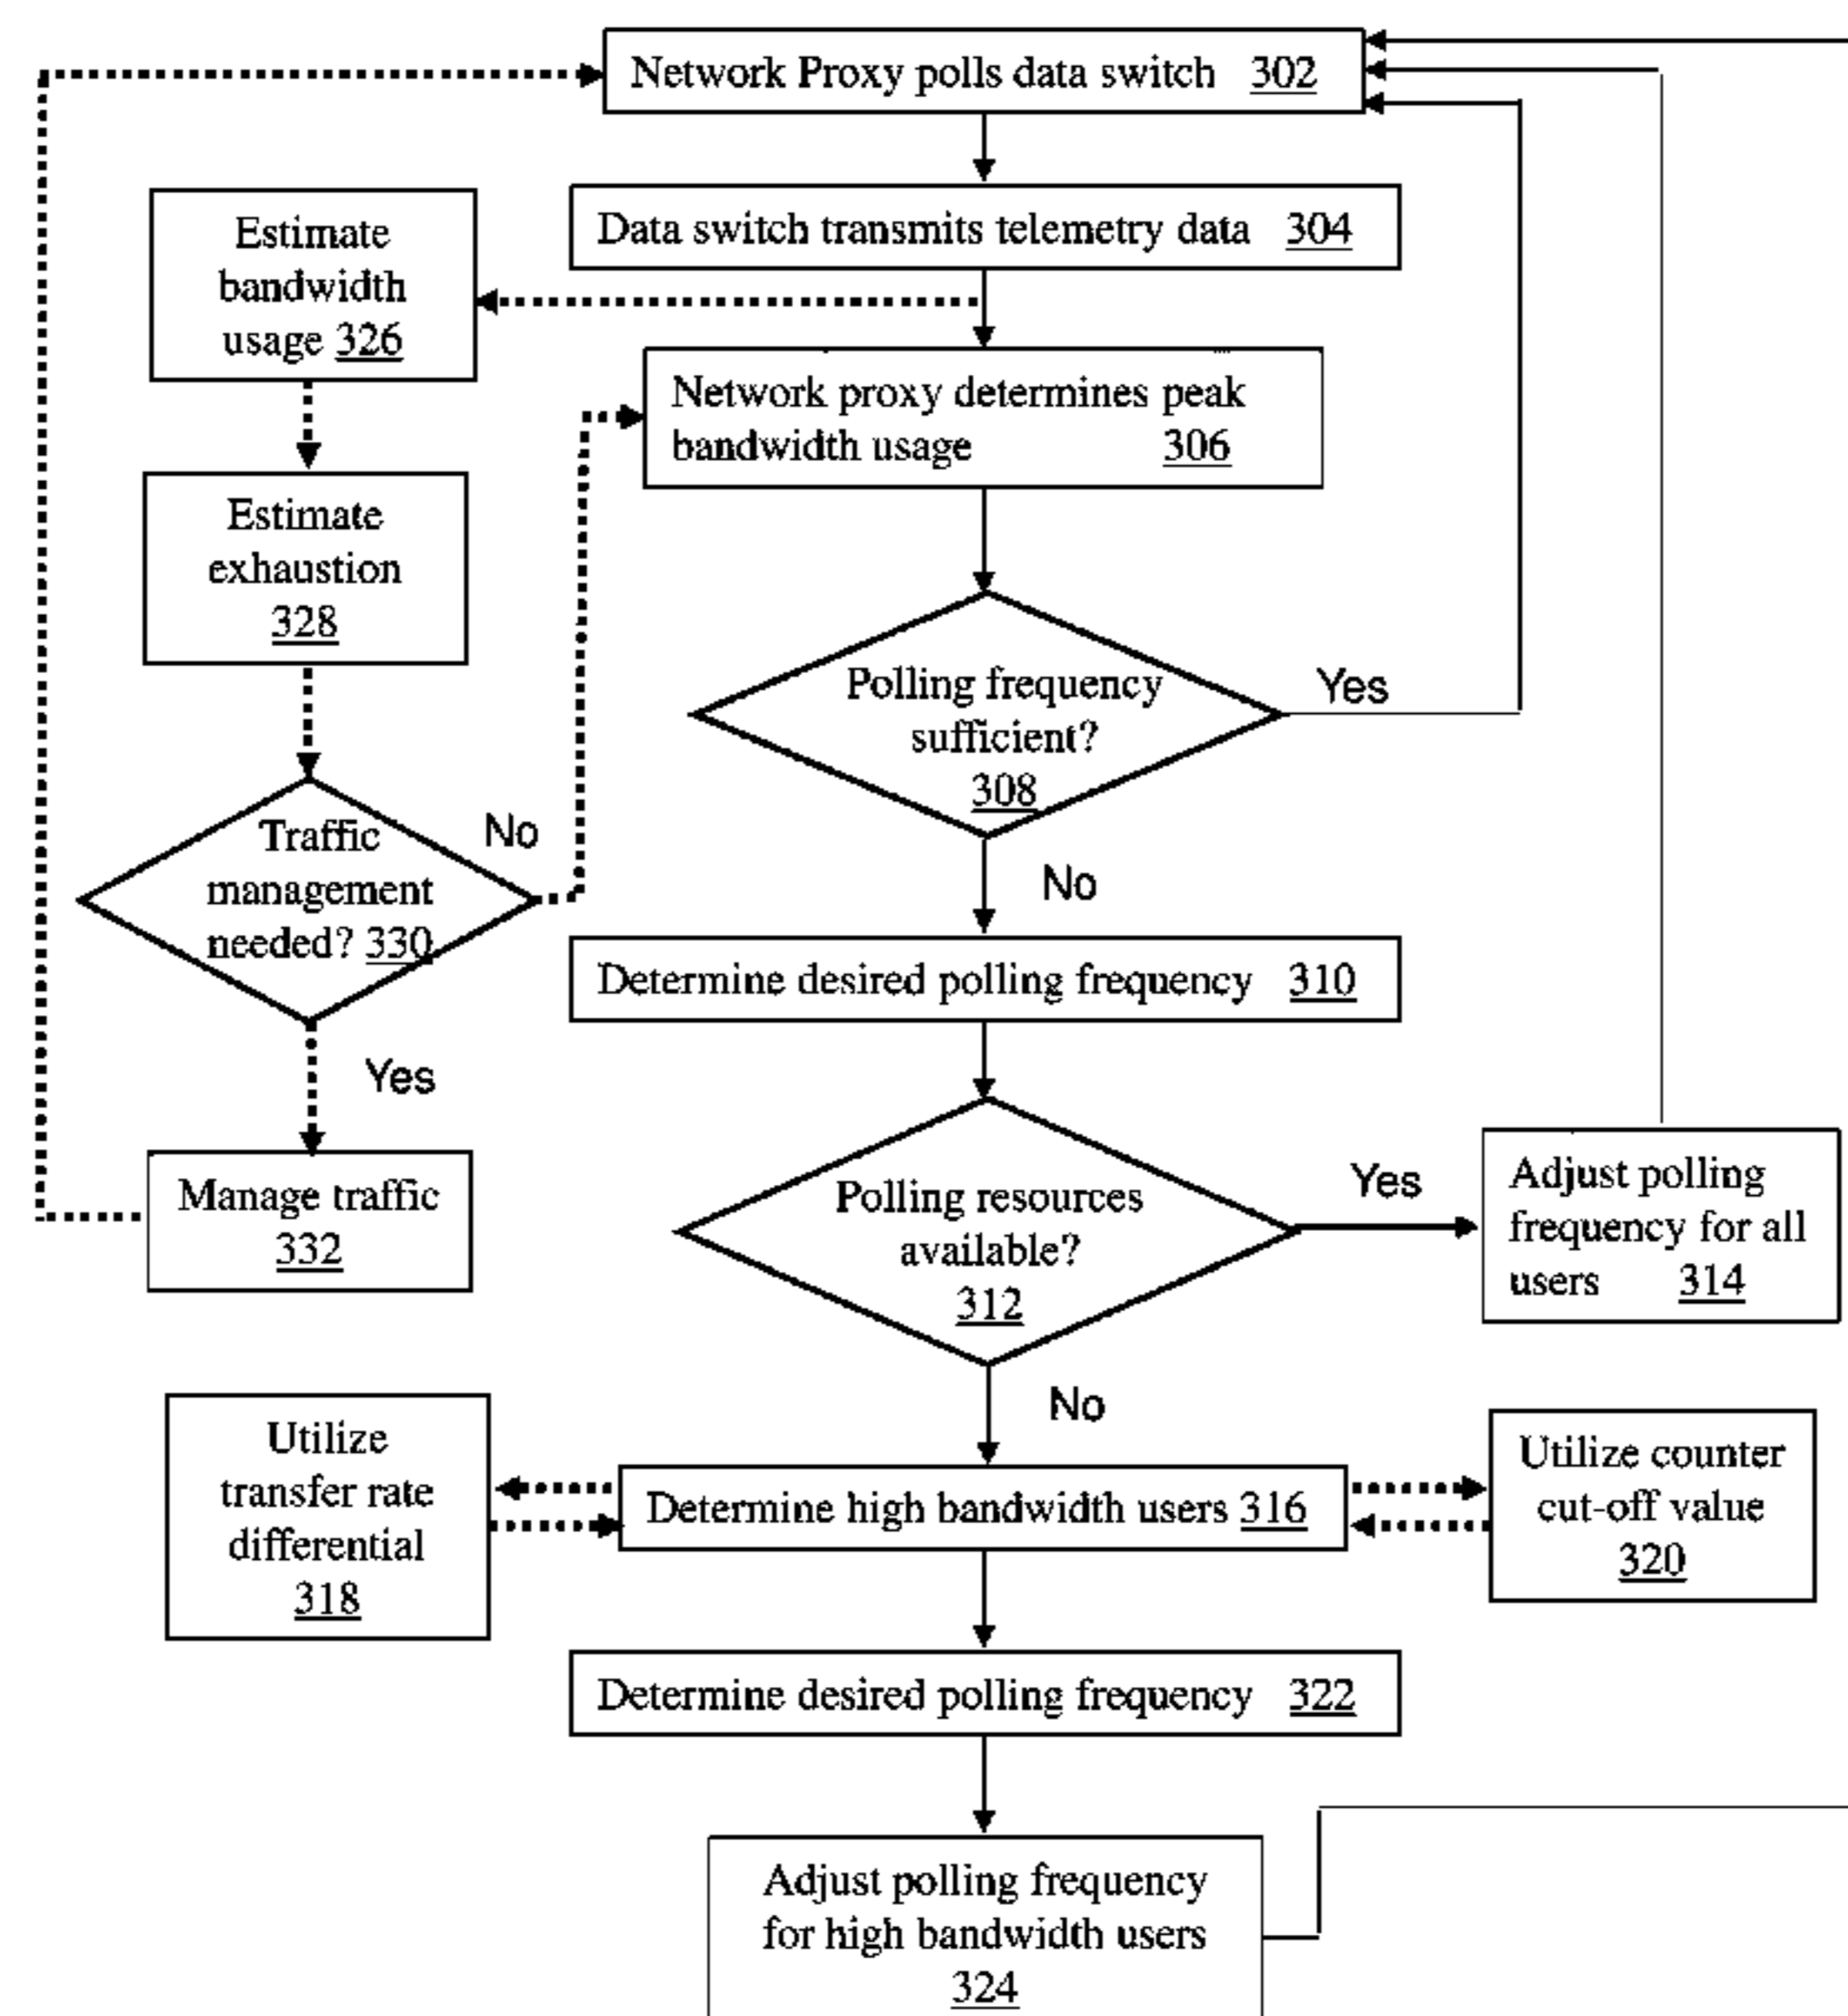 Network Proxy polls data switch 302
Data switch transmits telemetry data 304
Estimate
bandwidth
usage 326
Network proxy determines peak
bandwidth usage 306
Estimate
exhaustion
328
Polling frequency
sufficient?
308
Yes
No
Traffic
management
needed? 330
No
Yes
Manage traffic
332
Determine desired polling frequency 310
Polling resources
available?
312
Yes
Adjust polling
frequency for all
users 314
No
Utilize
transfer rate
differential
318
Determine high bandwidth users 316
Utilize counter
cut-off value
320
Determine desired polling frequency 322
Adjust polling frequency
for high bandwidth users
324